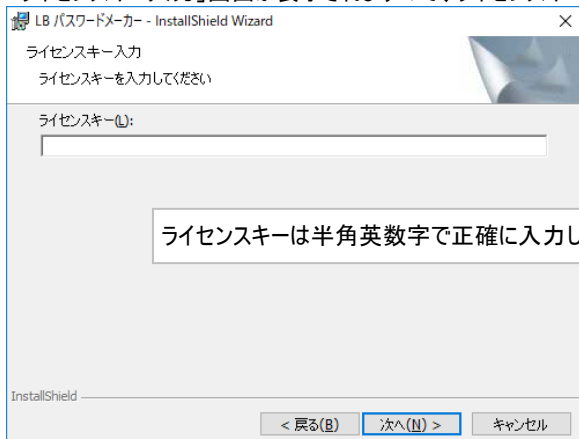 LB パスワードメーカー - InstallShield Wizard
ライセンスキー入力
ライセンスキーを入力してください
ライセンスキー(L):
ライセンスキーは半角英数字で正確に入力し
InstallShield
< 戻る(B) 次へ(N) > キャンセル